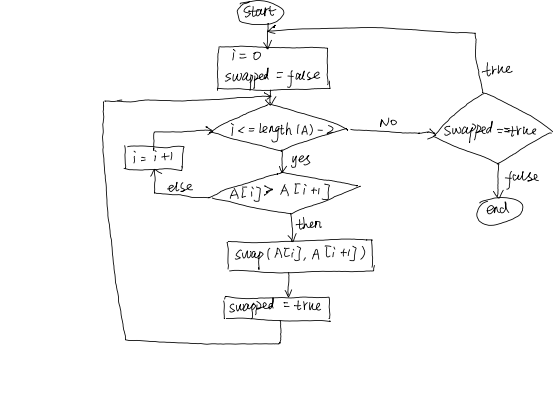 start
i = 0
swapped = false
true
i <= length(A) - 2
No
swapped == true
i = i+1
yes
A[i] > A[i+1]
else
false
end
then
swap(A[i], A[i+1])
swapped = true